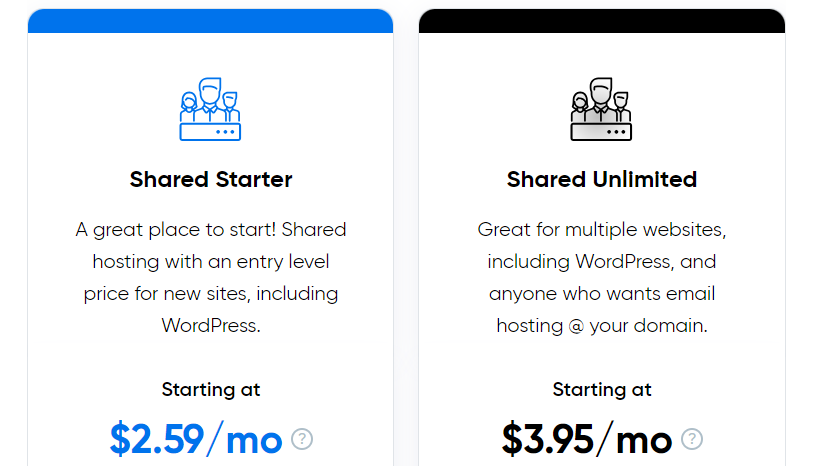 Shared Starter
A great place to start! Shared
hosting with an entry level
price for new sites, including
WordPress.
Starting at
$2.59/mo ?
Shared Unlimited
Great for multiple websites,
including WordPress, and
anyone who wants email
hosting @ your domain.
Starting at
$3.95/mo ?